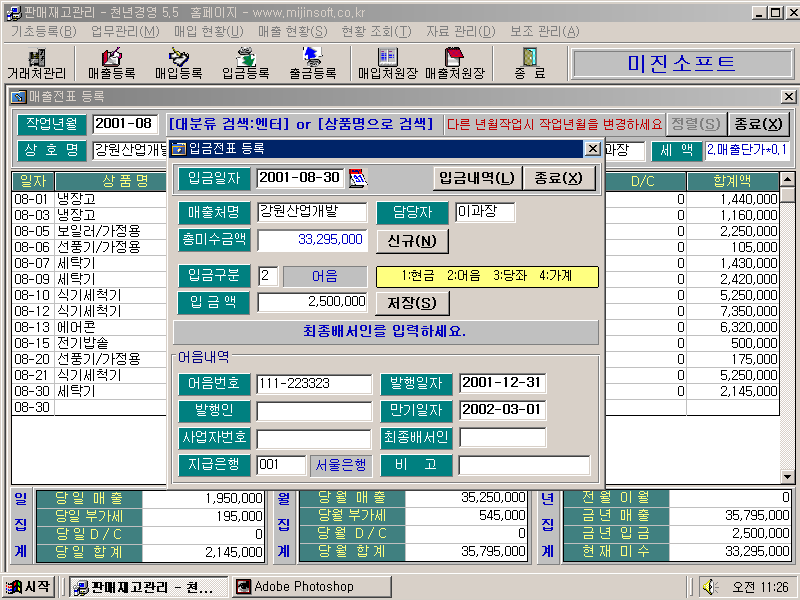 판매재고관리 - 천년경영 5.5 홈페이지 - www.mijinsoft.co.kr
기초등록(B) 업무관리(M) 매입 현황(U) 매출 현황(S) 현황 조회(T) 자료 관리(D) 보조 관리(A)
거래처관리 매출등록 매입등록 입금등록 출금등록 매입처원장 매출처원장 종 료 미진소프트
매출전표 등록
작업년월 2001-08 [대분류 검색:엔터] or [상품명으로 검색] 다른 년월작업시 작업년월을 변경하세요 정렬(S) 종료(X)
상 호 명 강원산업개발 과장 세 액 2.매출단가*0.1
일자 상 품 명 D/C 합계액
08-01 냉장고 0 1,440,000
08-03 냉장고 0 1,160,000
08-05 보일러/가정용 0 2,250,000
08-06 선풍기/가정용 0 105,000
08-07 세탁기 0 1,430,000
08-09 세탁기 0 2,420,000
08-10 식기세척기 0 5,250,000
08-12 식기세척기 0 7,350,000
08-13 에어콘 0 6,320,000
08-15 전기밥솥 0 500,000
08-20 선풍기/가정용 0 175,000
08-21 식기세척기 0 5,250,000
08-30 세탁기 0 2,145,000
08-30
입금전표 등록
입금일자 2001-08-30 입금내역(L) 종료(X)
매출처명 강원산업개발 담당자 이과장
총미수금액 33,295,000 신규(N)
입금구분 2 어음 1:현금 2:어음 3:당좌 4:가계
입 금 액 2,500,000 저장(S)
최종배서인을 입력하세요.
어음내역
어음번호 111-223323 발행일자 2001-12-31
발행인 만기일자 2002-03-01
사업자번호 최종배서인
지급은행 001 서울은행 비 고
일 집 계 당 일 매 출 1,950,000 월 집 계 당 월 매 출 35,250,000 년 집 계 전 월 이 월 0
당일 부가세 195,000 당월 부가세 545,000 금 년 매 출 35,795,000
당 일 D / C 0 당 월 D / C 0 금 년 입 금 2,500,000
당 일 합 계 2,145,000 당 월 합 계 35,795,000 현 재 미 수 33,295,000
시작 판매재고관리 - 천... Adobe Photoshop 오전 11:26